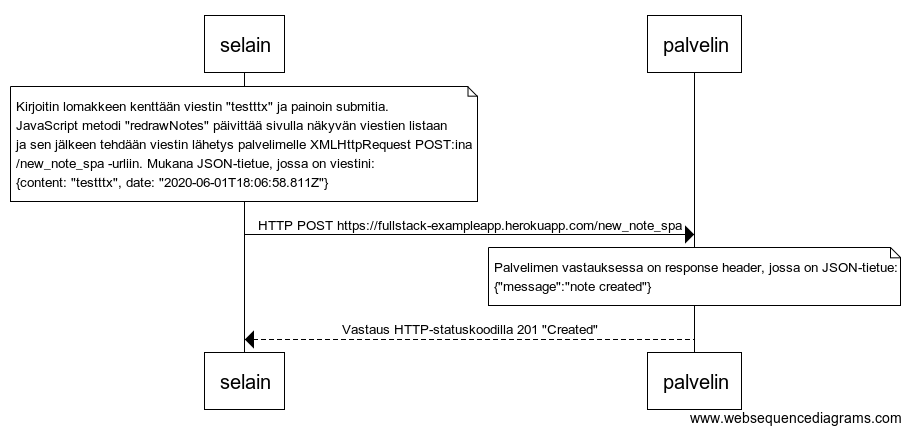 selain
palvelin
Kirjoitin lomakkeen kenttään viestin "testttx" ja painoin submitia.
JavaScript metodi "redrawNotes" päivittää sivulla näkyvän viestien listaan
ja sen jälkeen tehdään viestin lähetys palvelimelle XMLHttpRequest POST:ina
/new_note_spa -urliin. Mukana JSON-tietue, jossa on viestini:
{content: "testttx", date: "2020-06-01T18:06:58.811Z"}
HTTP POST https://fullstack-exampleapp.herokuapp.com/new_note_spa
Palvelimen vastauksessa on response header, jossa on JSON-tietue:
{"message":"note created"}
Vastaus HTTP-statuskoodilla 201 "Created"
selain
palvelin
www.websequencediagrams.com